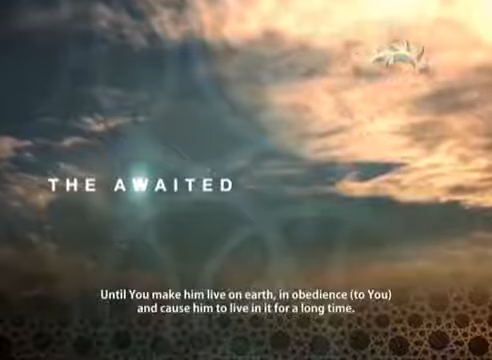 THE AWAITED
Until You make him live on earth, in obedience (to You)
and cause him to live in it for a long time.